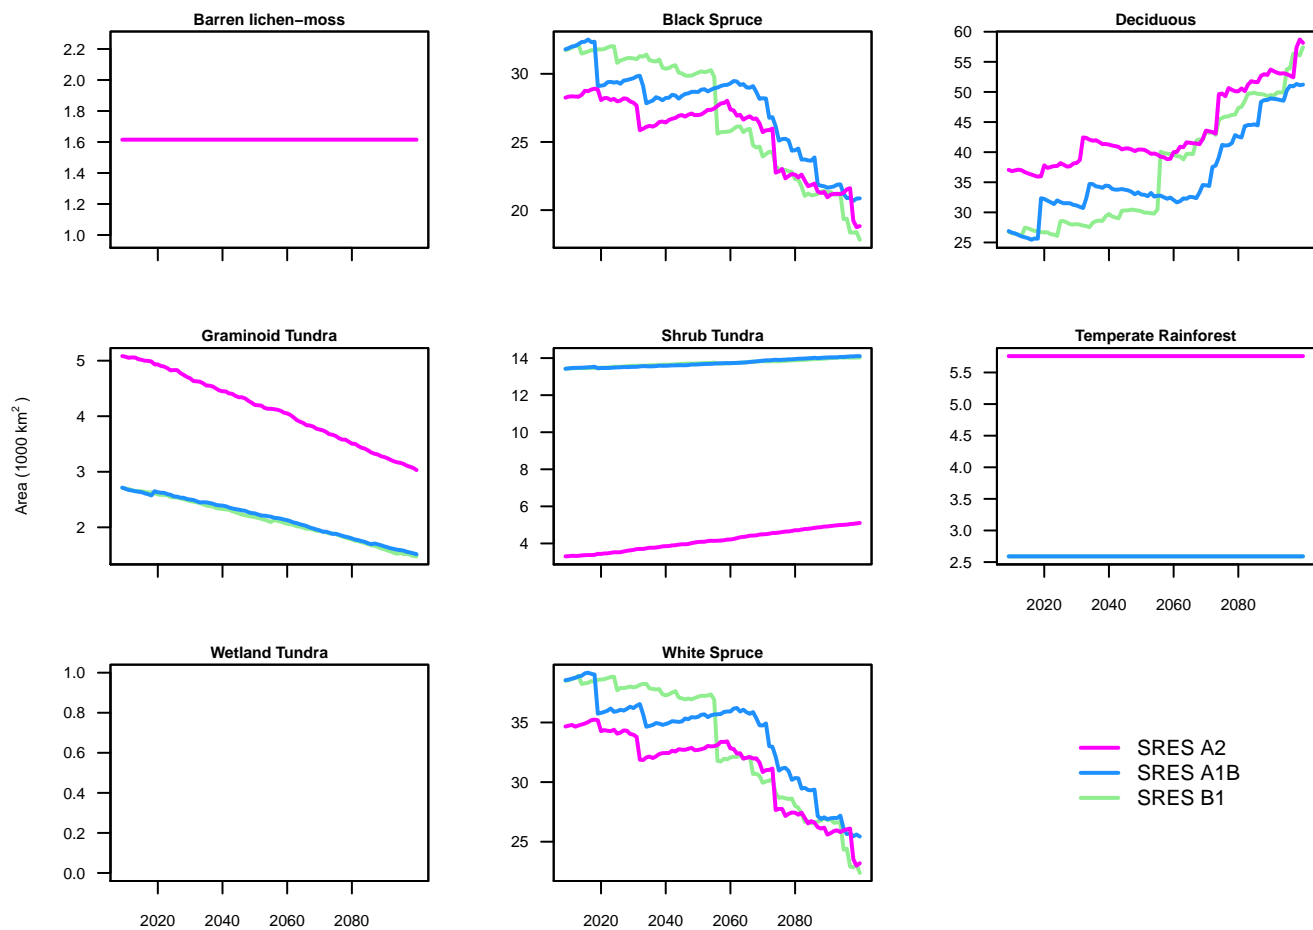 Barren lichen−moss
Black Spruce
Deciduous
2.2
2.0
1.8
1.6
1.4
1.2
1.0
30
25
20
60
55
50
45
40
35
30
25
2020 2040 2060 2080
Graminoid Tundra
Shrub Tundra
Temperate Rainforest
Area (1000 km² )
5
4
3
2
14
12
10
8
6
4
5.5
5.0
4.5
4.0
3.5
3.0
2.5
2020 2040 2060 2080
Wetland Tundra
White Spruce
1.0
0.8
0.6
0.4
0.2
0.0
35
30
25
SRES A2
SRES A1B
SRES B1
2020 2040 2060 2080
2020 2040 2060 2080